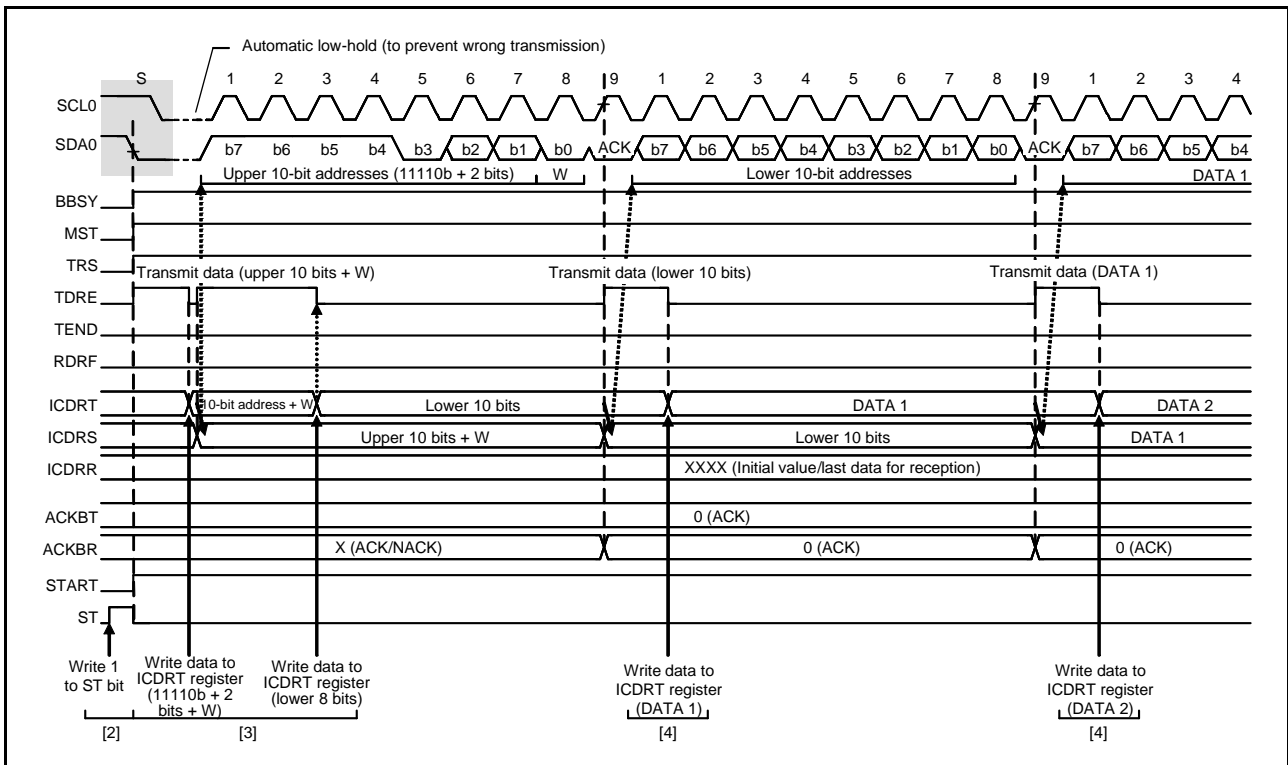 Automatic low-hold (to prevent wrong transmission)
S 1 2 3 4 5 6 7 8 9 1 2 3 4 5 6 7 8 9 1 2 3 4
SCL0
SDA0 b7 b6 b5 b4 b3 b2 b1 b0 ACK b7 b6 b5 b4 b3 b2 b1 b0 ACK b7 b6 b5 b4
Upper 10-bit addresses (11110b + 2 bits) W Lower 10-bit addresses DATA 1
BBSY
MST
TRS
Transmit data (upper 10 bits + W) Transmit data (lower 10 bits) Transmit data (DATA 1)
TDRE
TEND
RDRF
ICDRT 10-bit address + W Lower 10 bits DATA 1 DATA 2
ICDRS Upper 10 bits + W Lower 10 bits DATA 1
ICDRR XXXX (Initial value/last data for reception)
ACKBT 0 (ACK)
ACKBR X (ACK/NACK) 0 (ACK) 0 (ACK)
START
ST
Write 1 to ST bit
Write data to
ICDRT register
(11110b + 2
bits + W)
Write data to
ICDRT register
(lower 8 bits)
Write data to
ICDRT register
(DATA 1)
Write data to
ICDRT register
(DATA 2)
[2] [3] [4] [4]